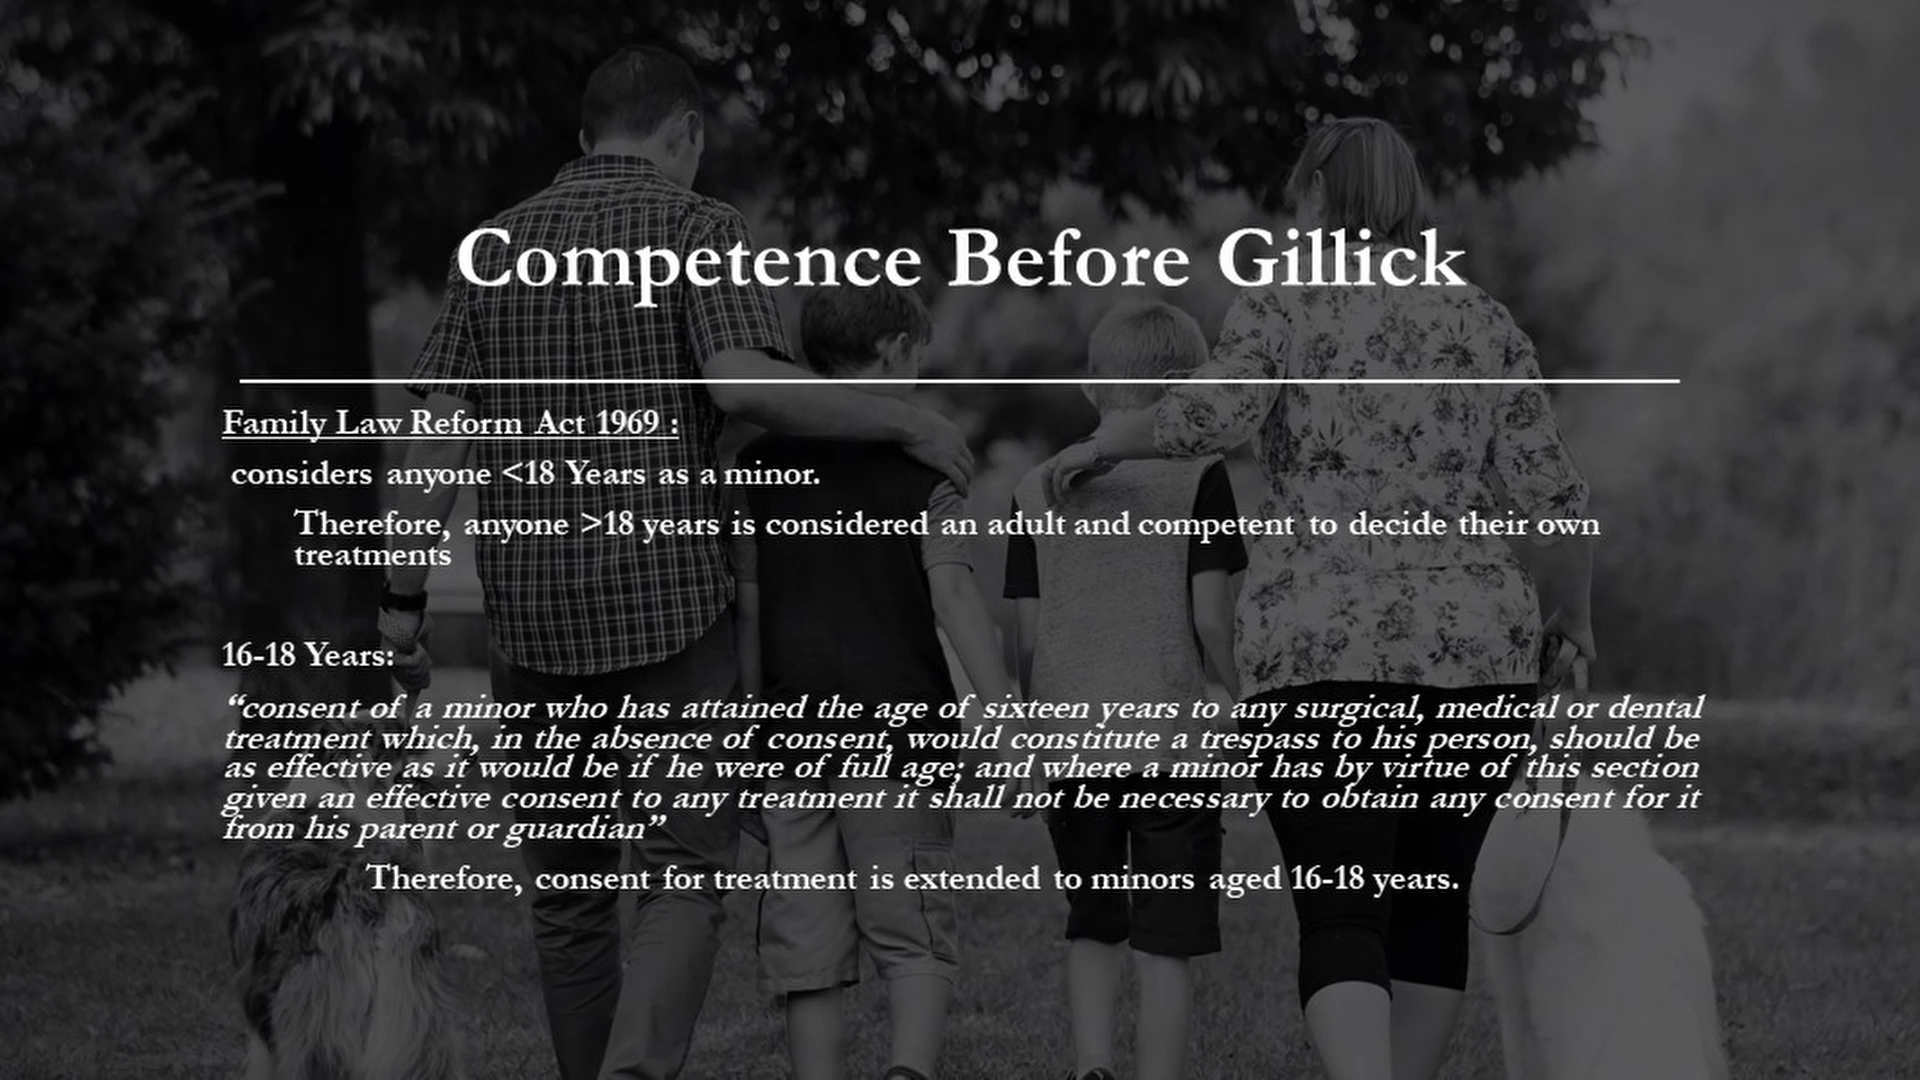 Competence Before Gillick
Family Law Reform Act 1969 :
considers anyone <18 Years as a minor.
Therefore, anyone >18 years is considered an adult and competent to decide their own
treatments
16-18 Years:
“consent of a minor who has attained the age of sixteen years to any surgical, medical or dental
treatment which, in the absence of consent, would constitute a trespass to his person, should be
as effective as it would be if he were of full age; and where a minor has by virtue of this section
given an effective consent to any treatment it shall not be necessary to obtain any consent for it
from his parent or guardian”
Therefore, consent for treatment is extended to minors aged 16-18 years.